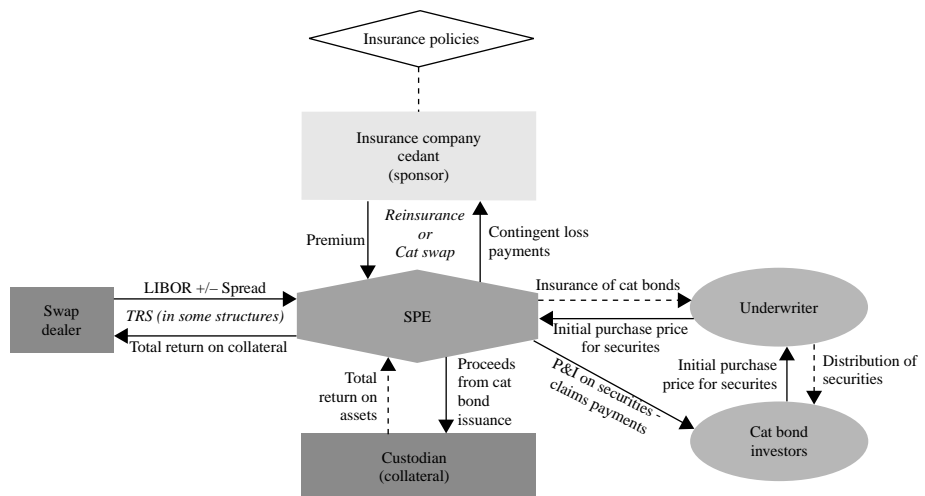 Insurance policies
Insurance company
cedant
(sponsor)
Premium
Reinsurance
or
Cat swap
Contingent loss
payments
LIBOR +/– Spread
TRS (in some structures)
Total return on collateral
Swap
dealer
SPE
Insurance of cat bonds
Initial purchase price
for securites
Underwriter
Initial purchase
price for securites
Distribution of
securities
P&I on securities -
claims payments
Cat bond
investors
Total
return on
assets
Proceeds
from cat
bond
issuance
Custodian
(collateral)